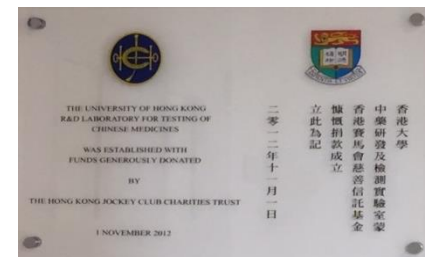 THE UNIVERSITY OF HONG KONG
R&D LABORATORY FOR TESTING OF
CHINESE MEDICINES
WAS ESTABLISHED WITH
FUNDS GENEROUSLY DONATED
BY
THE HONG KONG JOCKEY CLUB CHARITIES TRUST
1 NOVEMBER 2012
香港大學
中藥研發及檢測實驗室蒙
香港賽馬會慈善信託基金
慷慨捐款成立
立此為記
二零一二年十一月一日